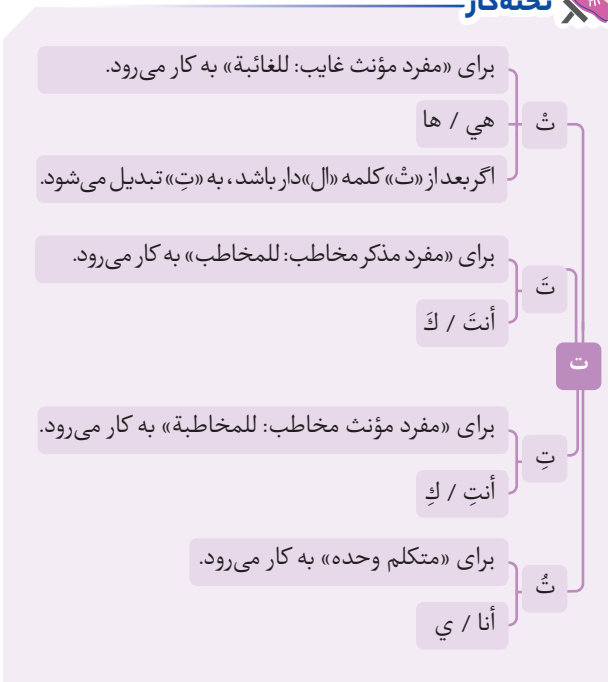 تخته‌کار
برای «مفرد مؤنث غایب: للغائبة» به کار می‌رود.
تْ
هي / ها
اگر بعد از «تْ» کلمه «ال»دار باشد، به «تِ» تبدیل می‌شود.
برای «مفرد مذکر مخاطب: للمخاطب» به کار می‌رود.
تَ
أنتَ / كَ
ت
برای «مفرد مؤنث مخاطب: للمخاطبة» به کار می‌رود.
تِ
أنتِ / كِ
برای «متکلم وحده» به کار می‌رود.
تُ
أنا / ي